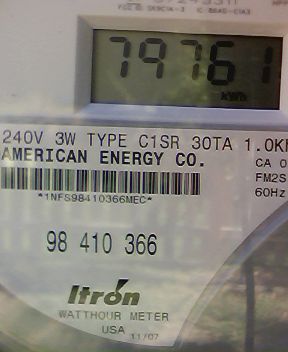 79761
KWH
240V 3W TYPE C1SR 30TA 1.0K
AMERICAN ENERGY CO.
CA 0
FM2S
60Hz
*1NFS98410366MEC*
98 410 366
Itron
WATTHOUR METER
USA 11/07